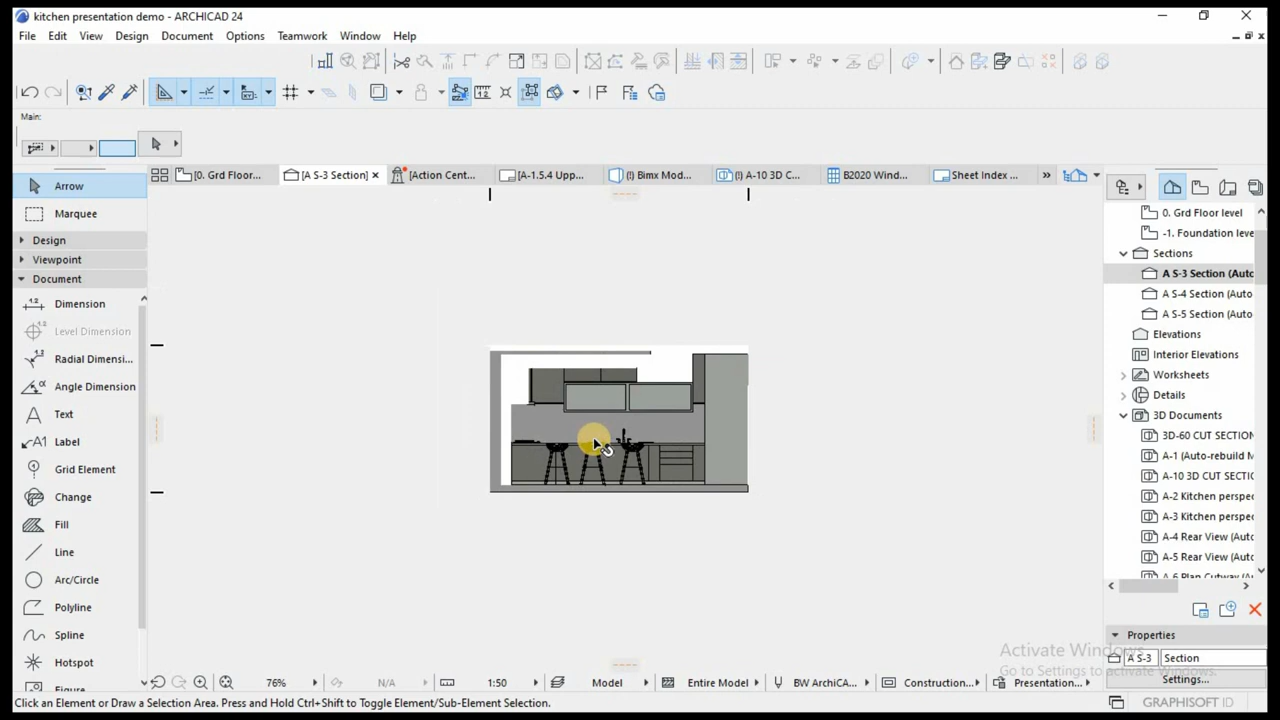 kitchen presentation demo - ARCHICAD 24
File Edit View Design Document Options Teamwork Window Help
Main:
Arrow
Marquee
Design
Viewpoint
Document
Dimension
Level Dimension
Radial Dimensi...
Angle Dimension
Text
Label
Grid Element
Change
Fill
Line
Arc/Circle
Polyline
Spline
Hotspot
[0. Grd Floor...
[A S-3 Section]
[Action Cent...
[A-1.5.4 Upp...
(!) Bimx Mod...
(!) A-10 3D C...
B2020 Wind...
Sheet Index ...
0. Grd Floor level
-1. Foundation leve
Sections
A S-3 Section (Auto
A S-4 Section (Auto
A S-5 Section (Auto
Elevations
Interior Elevations
Worksheets
Details
3D Documents
3D-60 CUT SECTION
A-1 (Auto-rebuild M
A-10 3D CUT SECTIO
A-2 Kitchen perspec
A-3 Kitchen perspec
A-4 Rear View (Auto
A-5 Rear View (Auto
Properties
A S-3 Section
Settings...
Activate Windows
Go to Settings to activate Windows.
76% N/A 1:50 Model Entire Model BW ArchiCA... Construction... Presentation...
Click an Element or Draw a Selection Area. Press and Hold Ctrl+Shift to Toggle Element/Sub-Element Selection.
GRAPHISOFT ID